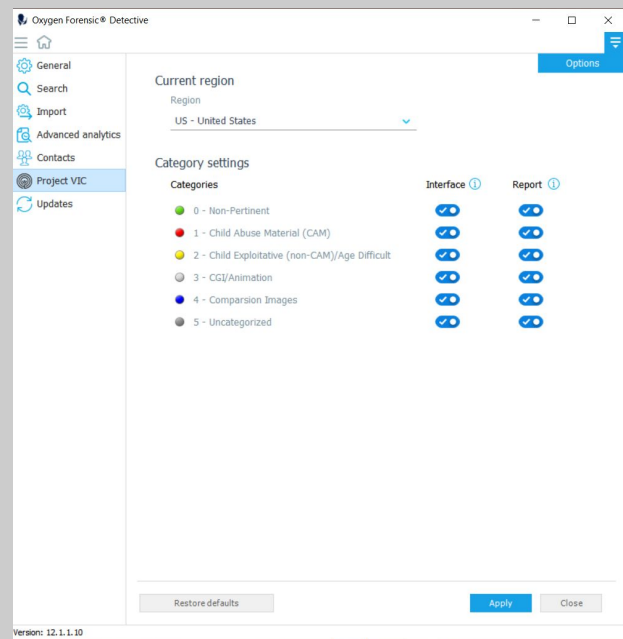 Oxygen Forensic® Detective
Options
General
Search
Import
Advanced analytics
Contacts
Project VIC
Updates
Current region
Region
US - United States
Category settings
Categories Interface Report
0 - Non-Pertinent
1 - Child Abuse Material (CAM)
2 - Child Exploitative (non-CAM)/Age Difficult
3 - CGI/Animation
4 - Comparsion Images
5 - Uncategorized
Restore defaults Apply Close
Version: 12.1.1.10